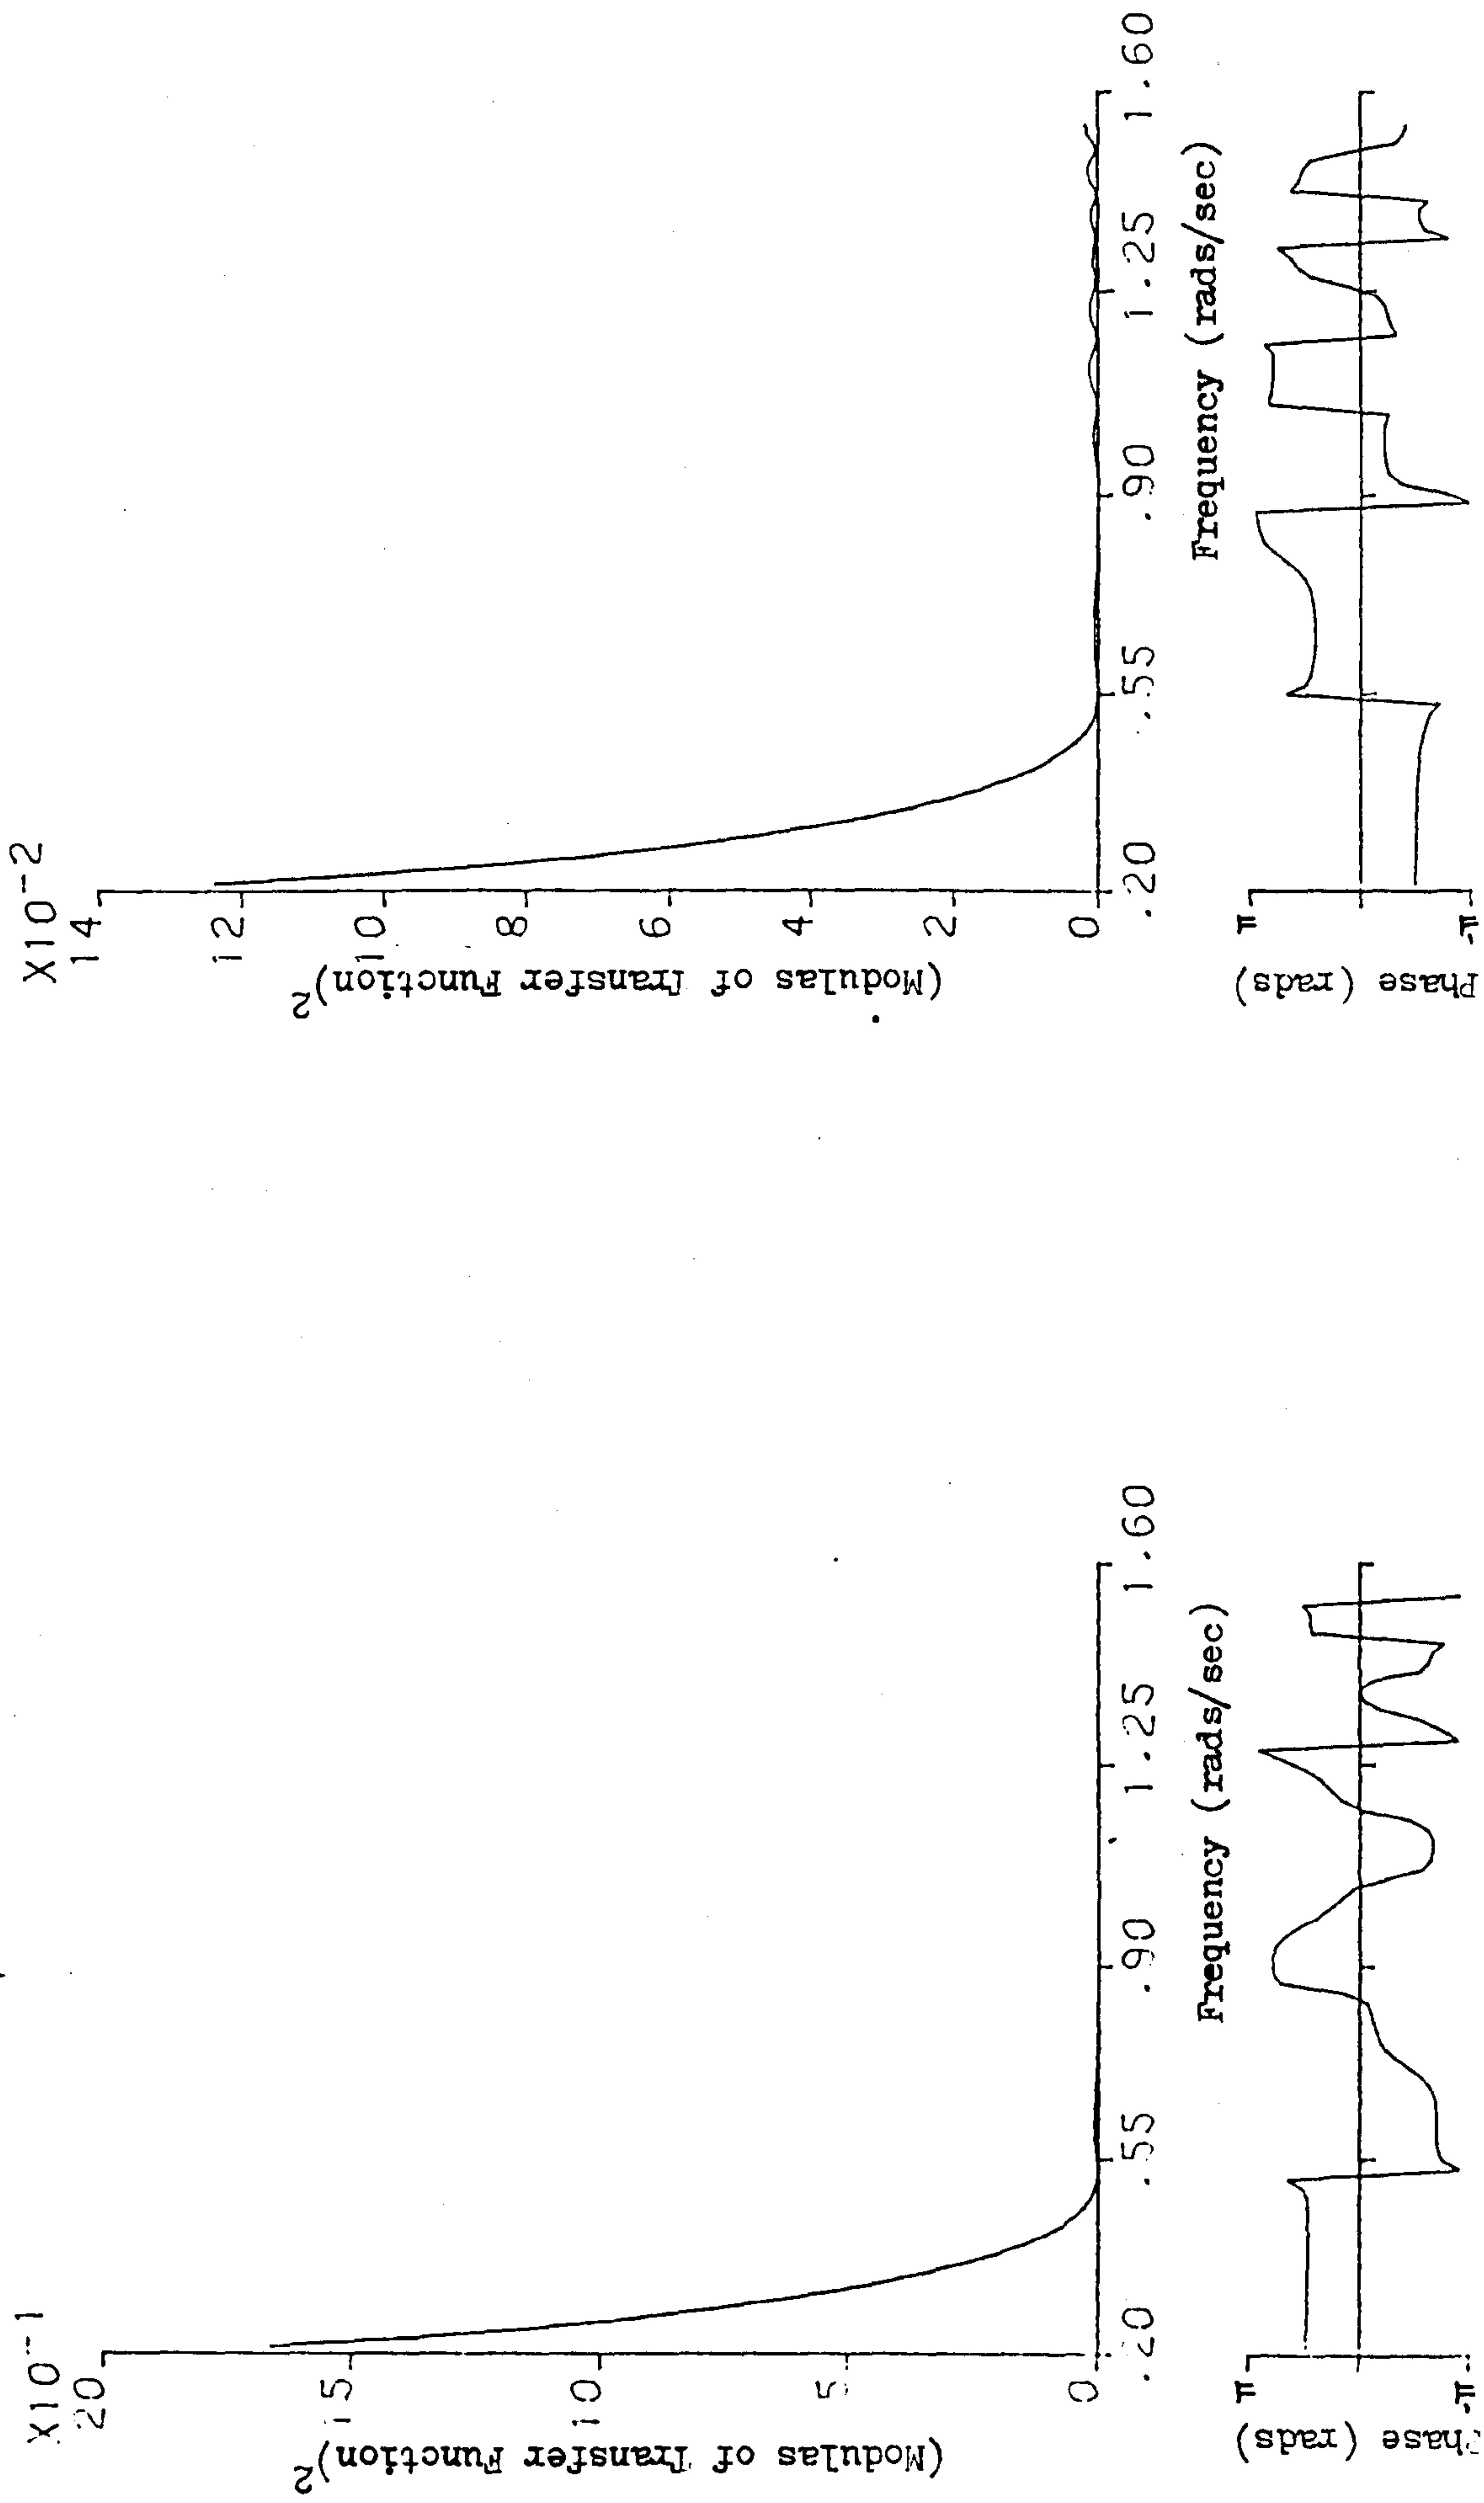 X10-1
20
15
10
5
0
(Modulas of Transfer Function)2
.20
.55
.90
1.25
1.60
Frequency (rads/sec)
π
-π
Phase (rads)
X10-2
14
12
10
8
6
4
2
0
(Modulas of Transfer Function)2
.20
.55
.90
1.25
1.60
Frequency (rads/sec)
π
-π
Phase (rads)